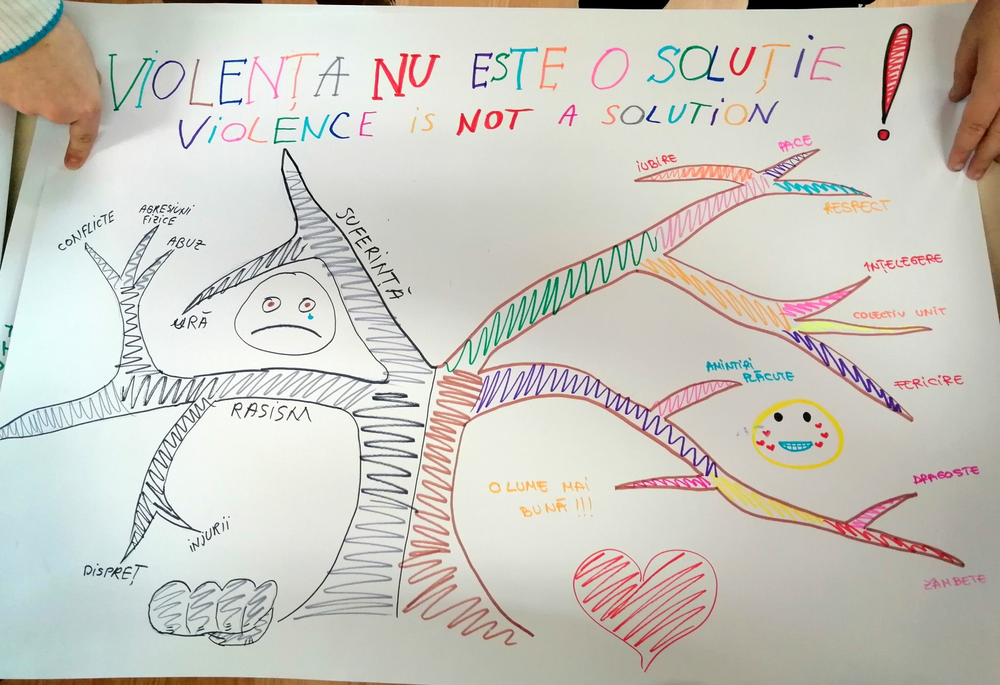 ViOLENȚA NU ESTE O SOLUȚiE !
ViOLENCE iS NOT A SOLUTiON
CONFLiCTE
AGRESiUNi
FiZiCE
ABUZ
URĂ
SUFERiNȚĂ
RASiSM
iNJURii
DiSPREȚ
iUBiRE
PACE
RESPECT
ÎNȚELEGERE
COLECTiV UNiT
FERiCiRE
AMiNTiRi
PLĂCUTE
O LUME MAi
BUNĂ !!!
DRAGOSTE
ZÂMBETE